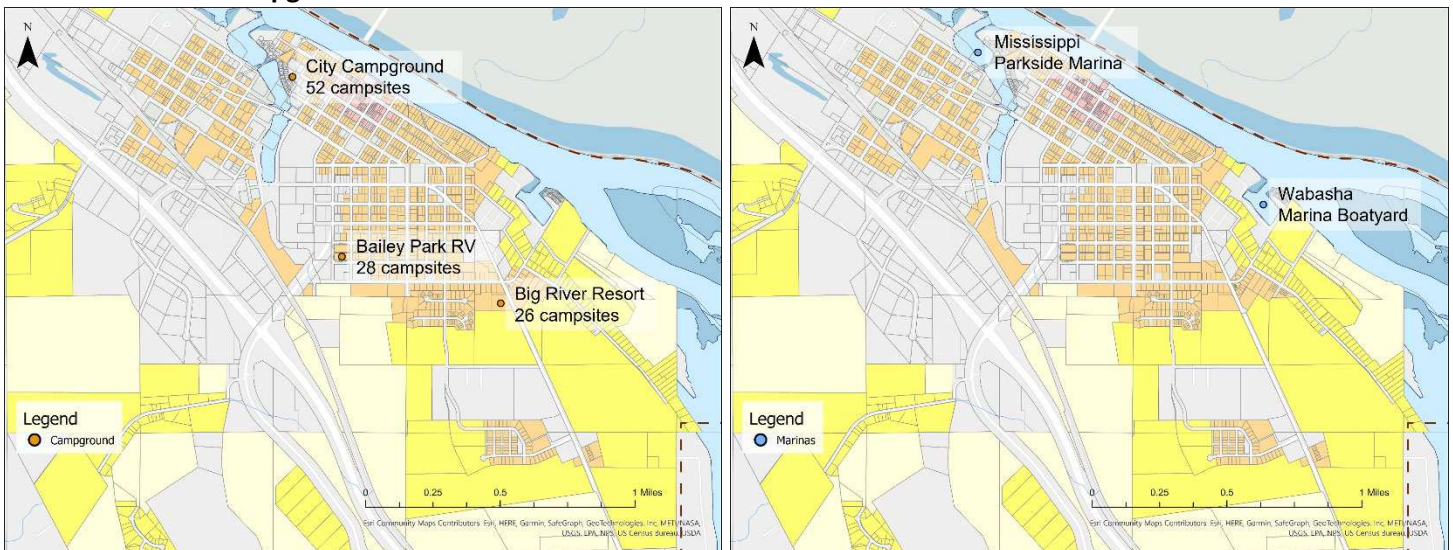 N
City Campground
52 campsites
Bailey Park RV
28 campsites
Big River Resort
26 campsites
Legend
Campground
0 0.25 0.5 1 Miles
Esri Community Maps Contributors, Esri, HERE, Garmin, SafeGraph, GeoTechnologies, Inc, METI/NASA,
USGS, EPA, NPS, US Census Bureau, USDA
N
Mississippi
Parkside Marina
Wabasha
Marina Boatyard
Legend
Marinas
0 0.25 0.5 1 Miles
Esri Community Maps Contributors, Esri, HERE, Garmin, SafeGraph, GeoTechnologies, Inc, METI/NASA,
USGS, EPA, NPS, US Census Bureau, USDA